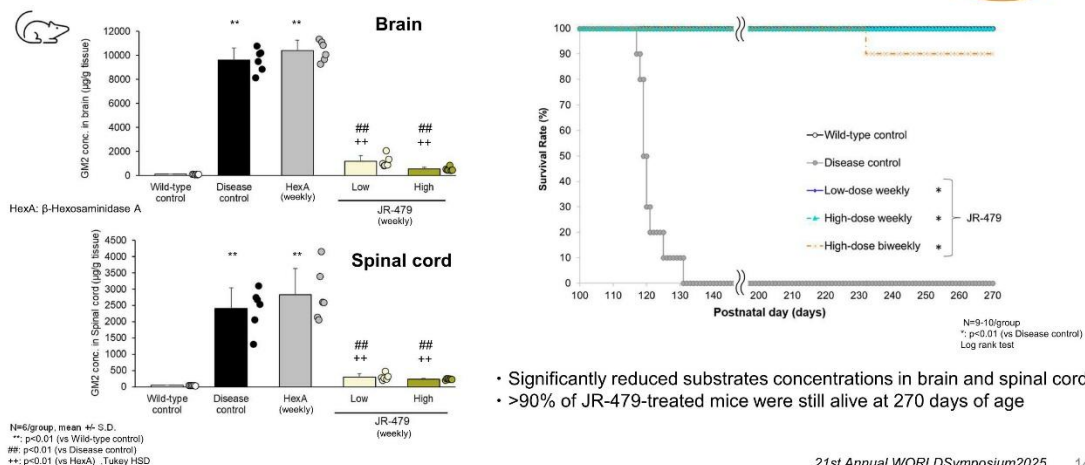 Brain
**
**
12000
10000
8000
6000
4000
2000
0
GM2 conc. in brain (μg/g tissue)
##
++
##
++
Wild-type control
Disease control
HexA (weekly)
Low
High
JR-479
(weekly)
HexA: β-Hexosaminidase A
Spinal cord
**
**
4500
4000
3500
3000
2500
2000
1500
1000
500
0
GM2 conc. in Spinal cord (μg/g tissue)
##
++
##
++
Wild-type control
Disease control
HexA (weekly)
Low
High
JR-479
(weekly)
N=6/group, mean +/- S.D.
**: p<0.01 (vs Wild-type control)
##: p<0.01 (vs Disease control)
++: p<0.01 (vs HexA) ,Tukey HSD
100
90
80
70
60
50
40
30
20
10
0
Survival Rate (%)
Wild-type control
Disease control
Low-dose weekly *
High-dose weekly *
High-dose biweekly *
JR-479
100 110 120 130 140 200 210 220 230 240 250 260 270
Postnatal day (days)
N=9-10/group
*: p<0.01 (vs Disease control)
Log rank test
・Significantly reduced substrates concentrations in brain and spinal cord
・>90% of JR-479-treated mice were still alive at 270 days of age
21st Annual WORLDSymposium2025